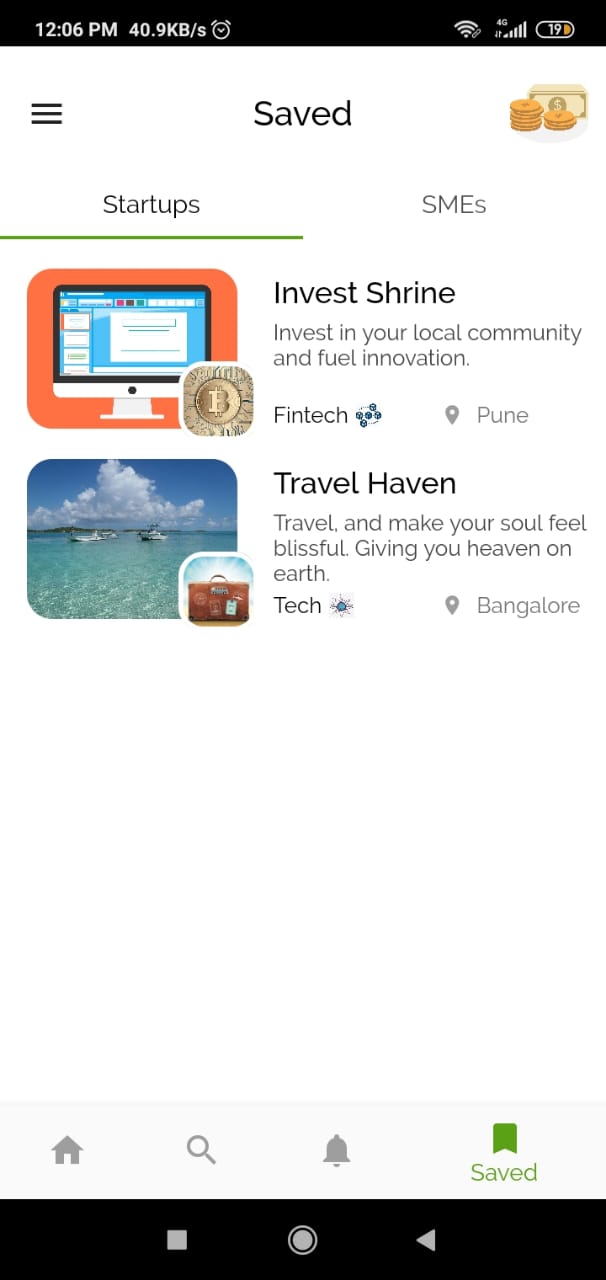 12:06 PM 40.9KB/s
4G
19
Saved
Startups
SMEs
Invest Shrine
Invest in your local community
and fuel innovation.
Fintech
Pune
Travel Haven
Travel, and make your soul feel
blissful. Giving you heaven on
earth.
Tech
Bangalore
Saved